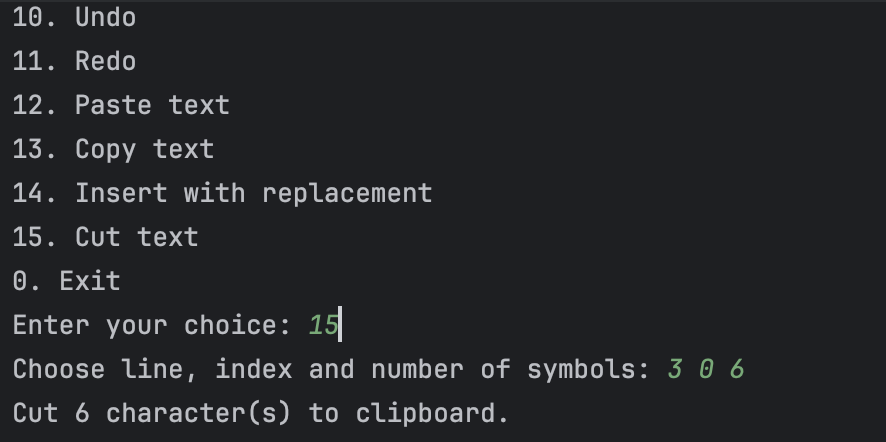 10. Undo
11. Redo
12. Paste text
13. Copy text
14. Insert with replacement
15. Cut text
0. Exit
Enter your choice: 15
Choose line, index and number of symbols: 3 0 6
Cut 6 character(s) to clipboard.